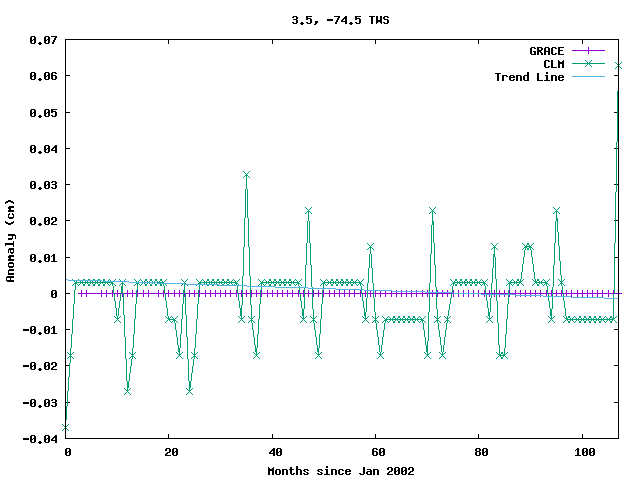 3.5, -74.5 TWS
GRACE
CLM
Trend Line
0.07
0.06
0.05
0.04
0.03
0.02
0.01
0
-0.01
-0.02
-0.03
-0.04
Anomaly (cm)
0 20 40 60 80 100
Months since Jan 2002